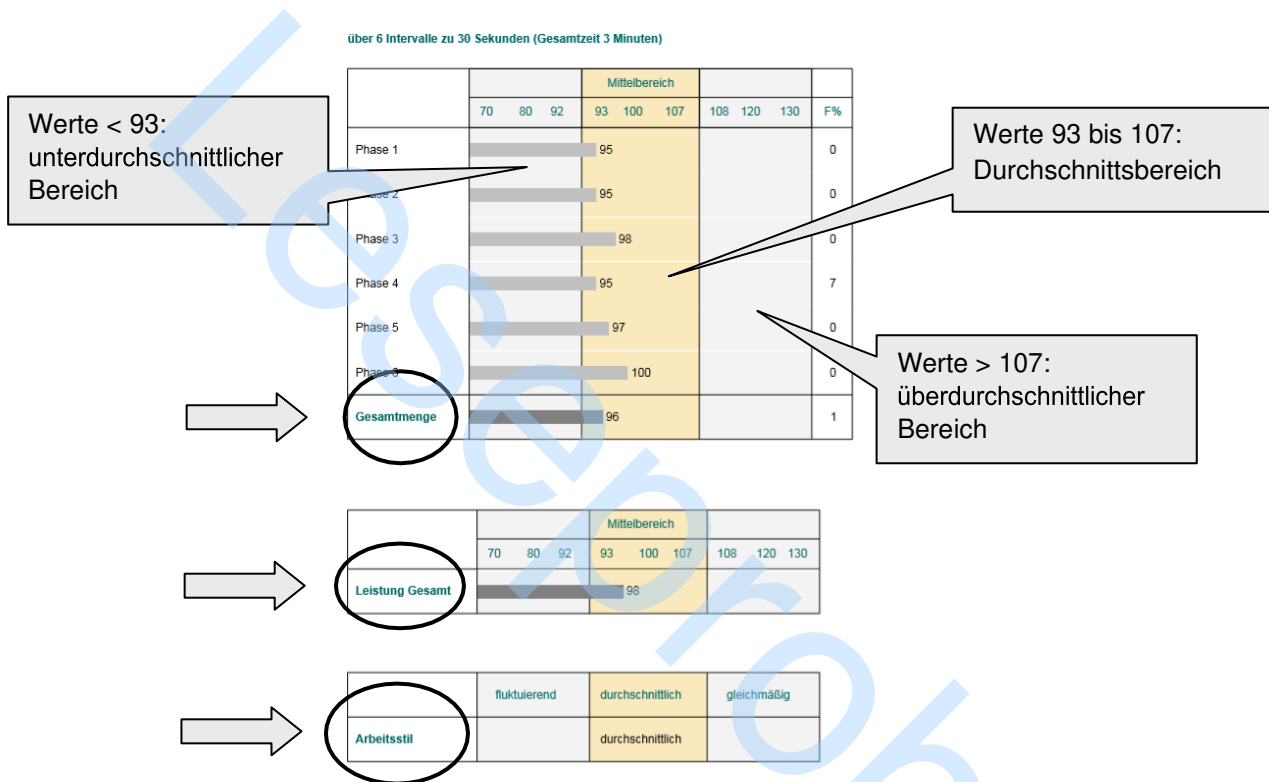 über 6 Intervalle zu 30 Sekunden (Gesamtzeit 3 Minuten)
Mittelbereich
70 80 92 93 100 107 108 120 130 F%
Werte < 93:
unterdurchschnittlicher
Bereich
Werte 93 bis 107:
Durchschnittsbereich
Phase 1 95 0
Phase 2 95 0
Phase 3 98 0
Phase 4 95 7
Phase 5 97 0
Phase 6 100 0
Werte > 107:
überdurchschnittlicher
Bereich
Gesamtmenge 96 1
Mittelbereich
70 80 92 93 100 107 108 120 130
Leistung Gesamt 98
fluktuierend durchschnittlich gleichmäßig
Arbeitsstil durchschnittlich
Leseprob